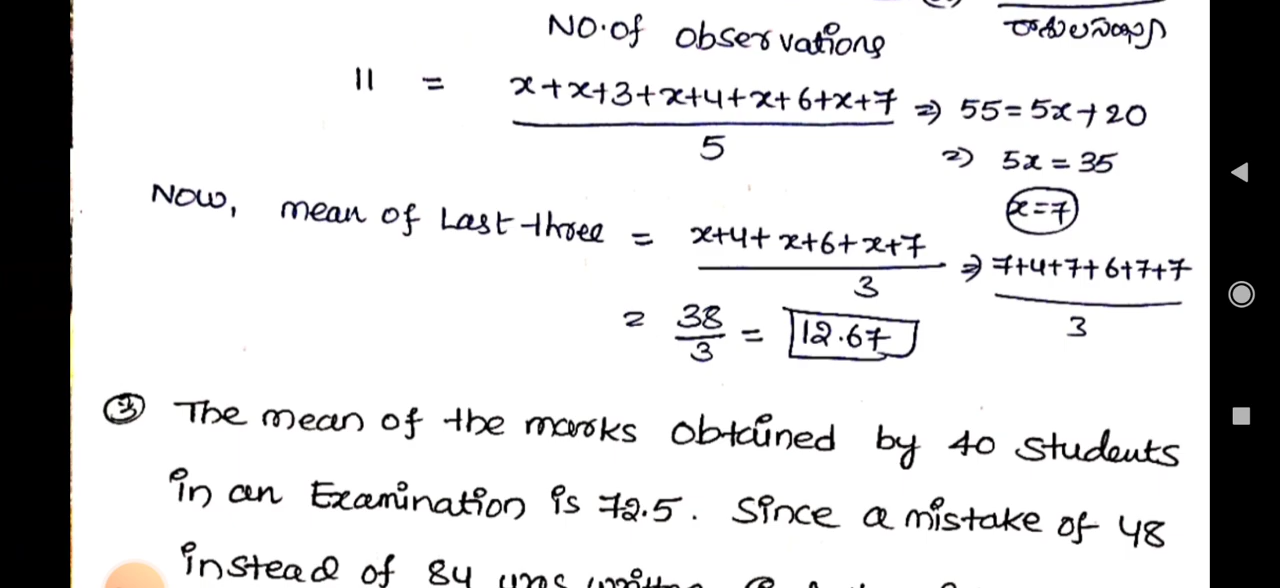 NO. of observations రాశుల సంఖ్య
11 = x+x+3+x+4+x+6+x+7 / 5 => 55 = 5x+20
=> 5x = 35
x=7
Now, mean of Last three = x+4+x+6+x+7 / 3 => 7+4+7+6+7+7 / 3
= 38/3 = 12.67
③ The mean of the marks obtained by 40 students
in an Examination is 72.5. Since a mistake of 48
instead of 84 was